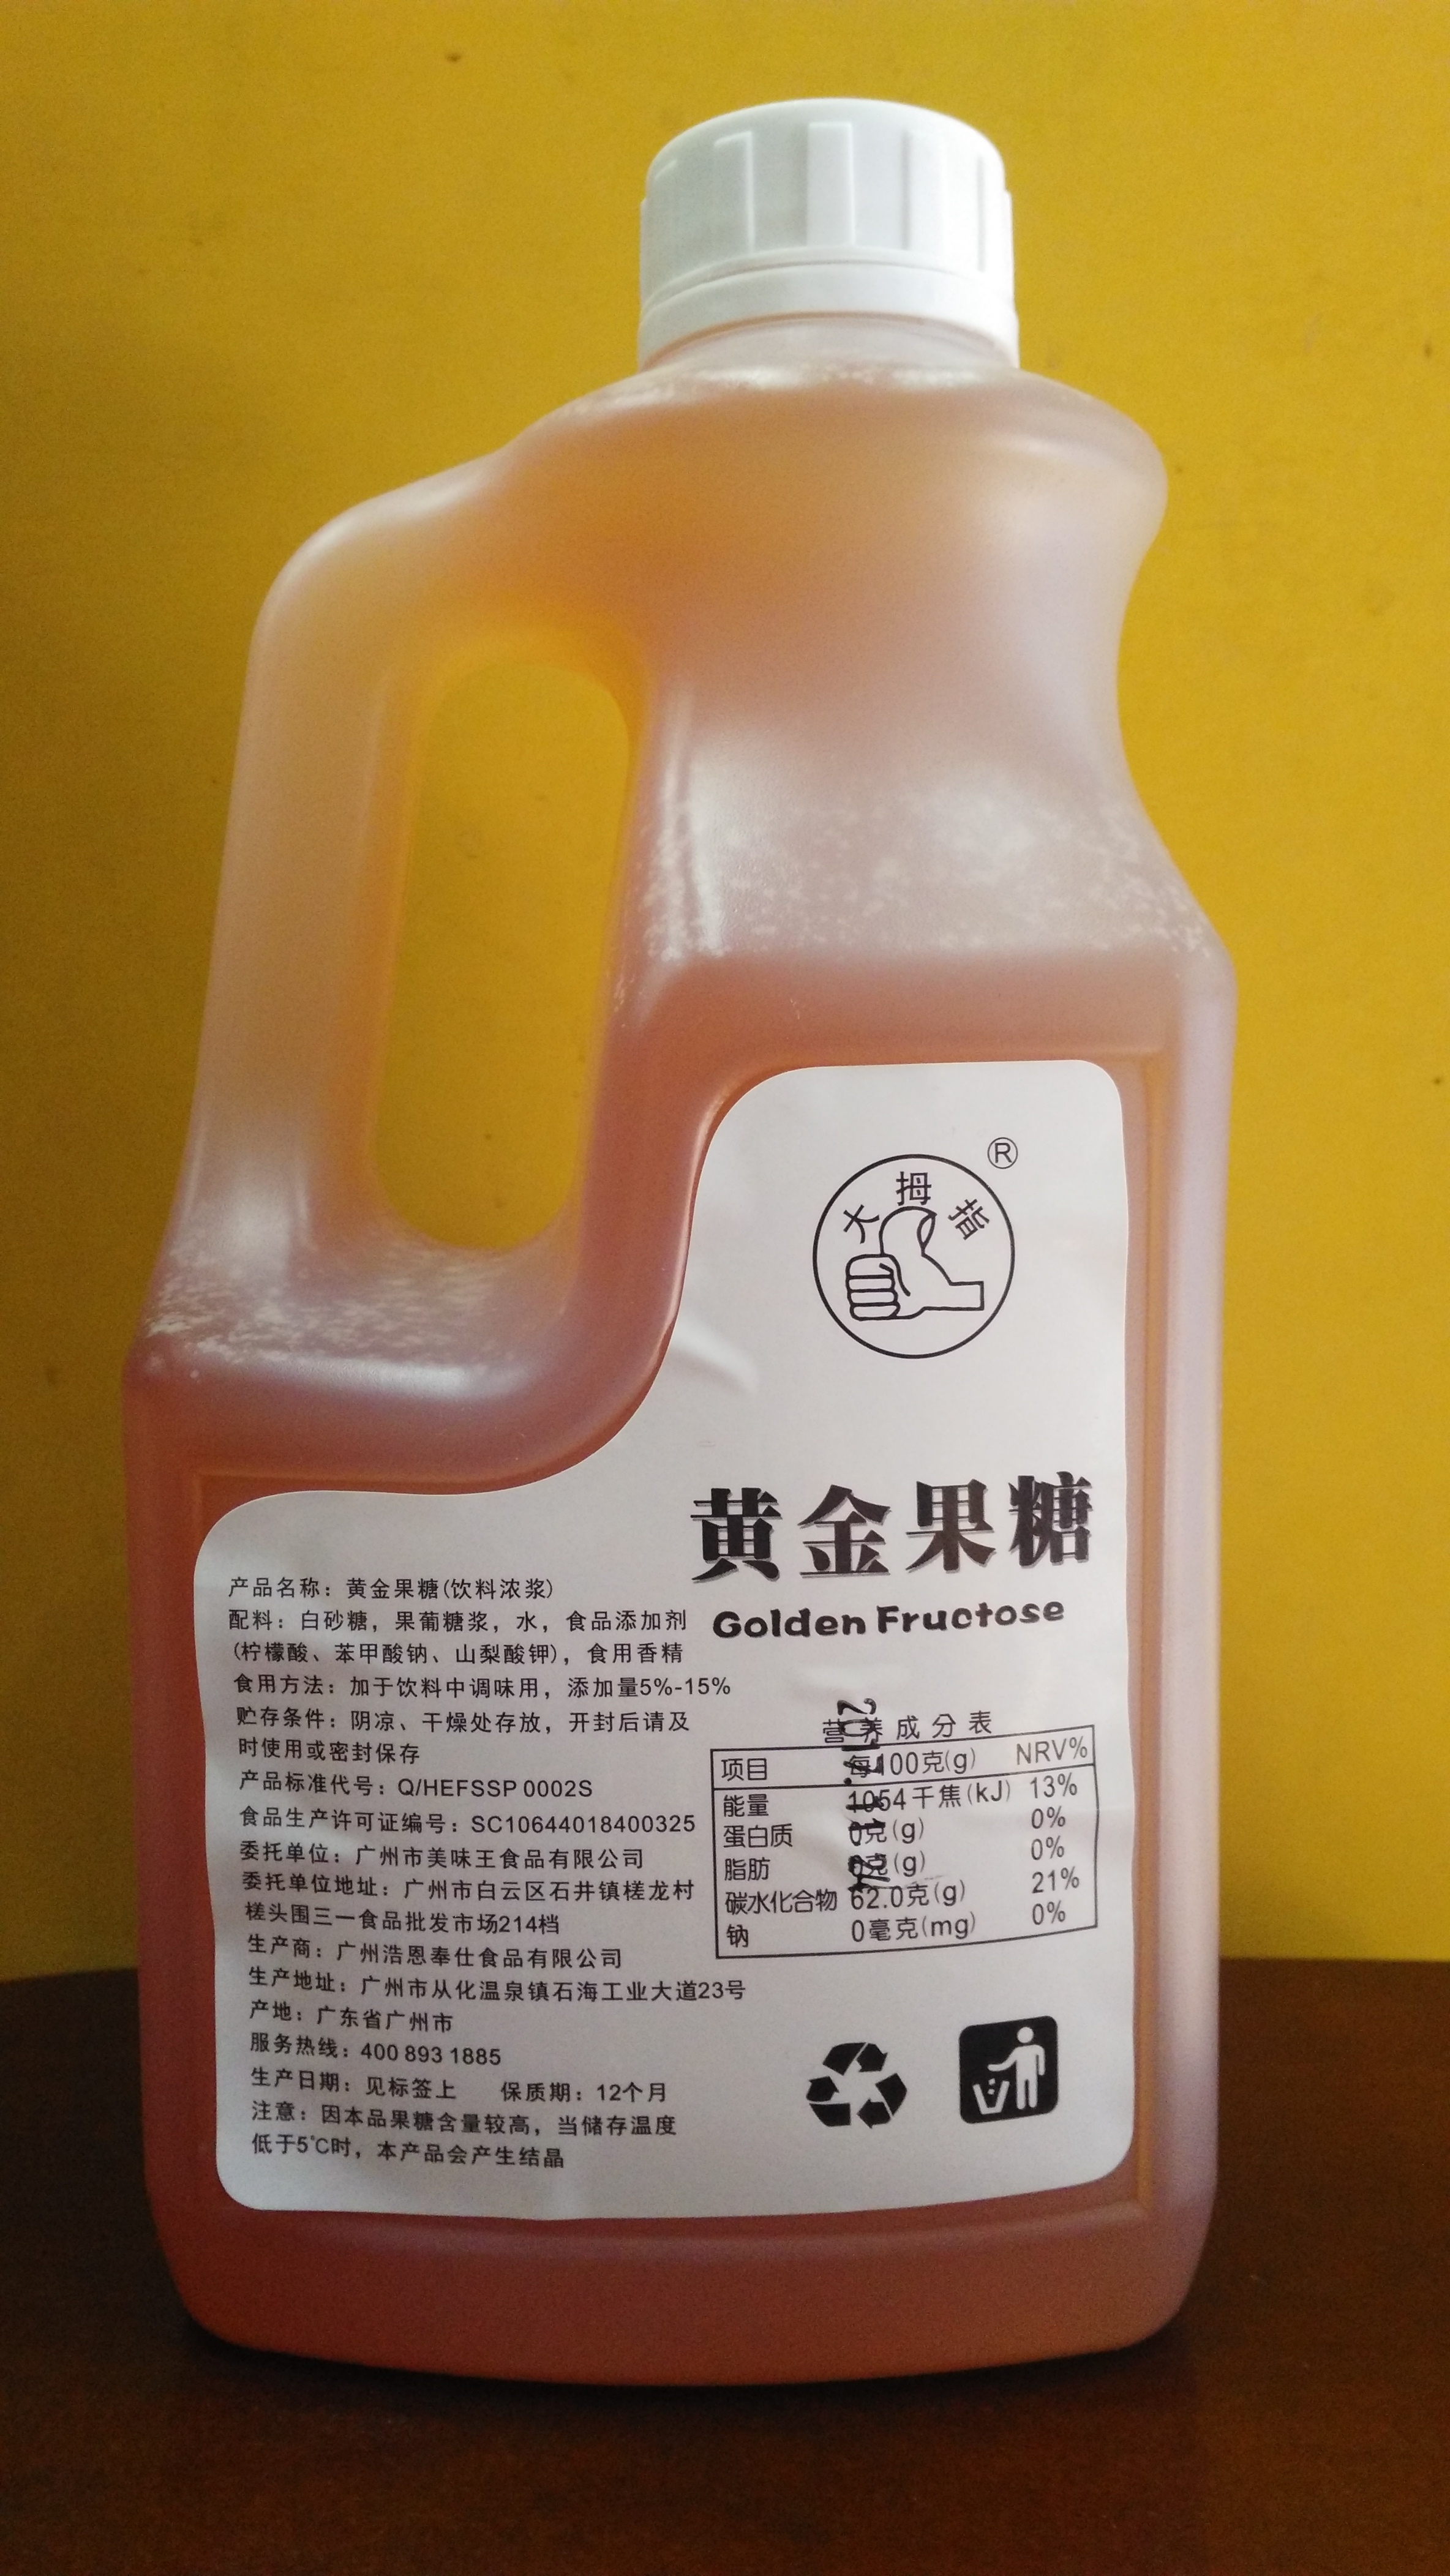 ®
大拇指
黄金果糖
Golden Fructose
产品名称：黄金果糖(饮料浓浆)
配料：白砂糖，果葡糖浆，水，食品添加剂
(柠檬酸、苯甲酸钠、山梨酸钾)，食用香精
食用方法：加于饮料中调味用，添加量5%-15%
贮存条件：阴凉、干燥处存放，开封后请及
时使用或密封保存
产品标准代号：Q/HEFSSP 0002S
食品生产许可证编号：SC10644018400325
委托单位：广州市美味王食品有限公司
委托单位地址：广州市白云区石井镇槎龙村
槎头围三一食品批发市场214档
生产商：广州浩恩奉仕食品有限公司
生产地址：广州市从化温泉镇石海工业大道23号
产地：广东省广州市
服务热线：400 893 1885
生产日期：见标签上 保质期：12个月
注意：因本品果糖含量较高，当储存温度
低于5℃时，本产品会产生结晶
营养成分表
项目 每100克(g) NRV%
能量 1054千焦(kJ) 13%
蛋白质 0克(g) 0%
脂肪 0克(g) 0%
碳水化合物 62.0克(g) 21%
钠 0毫克(mg) 0%